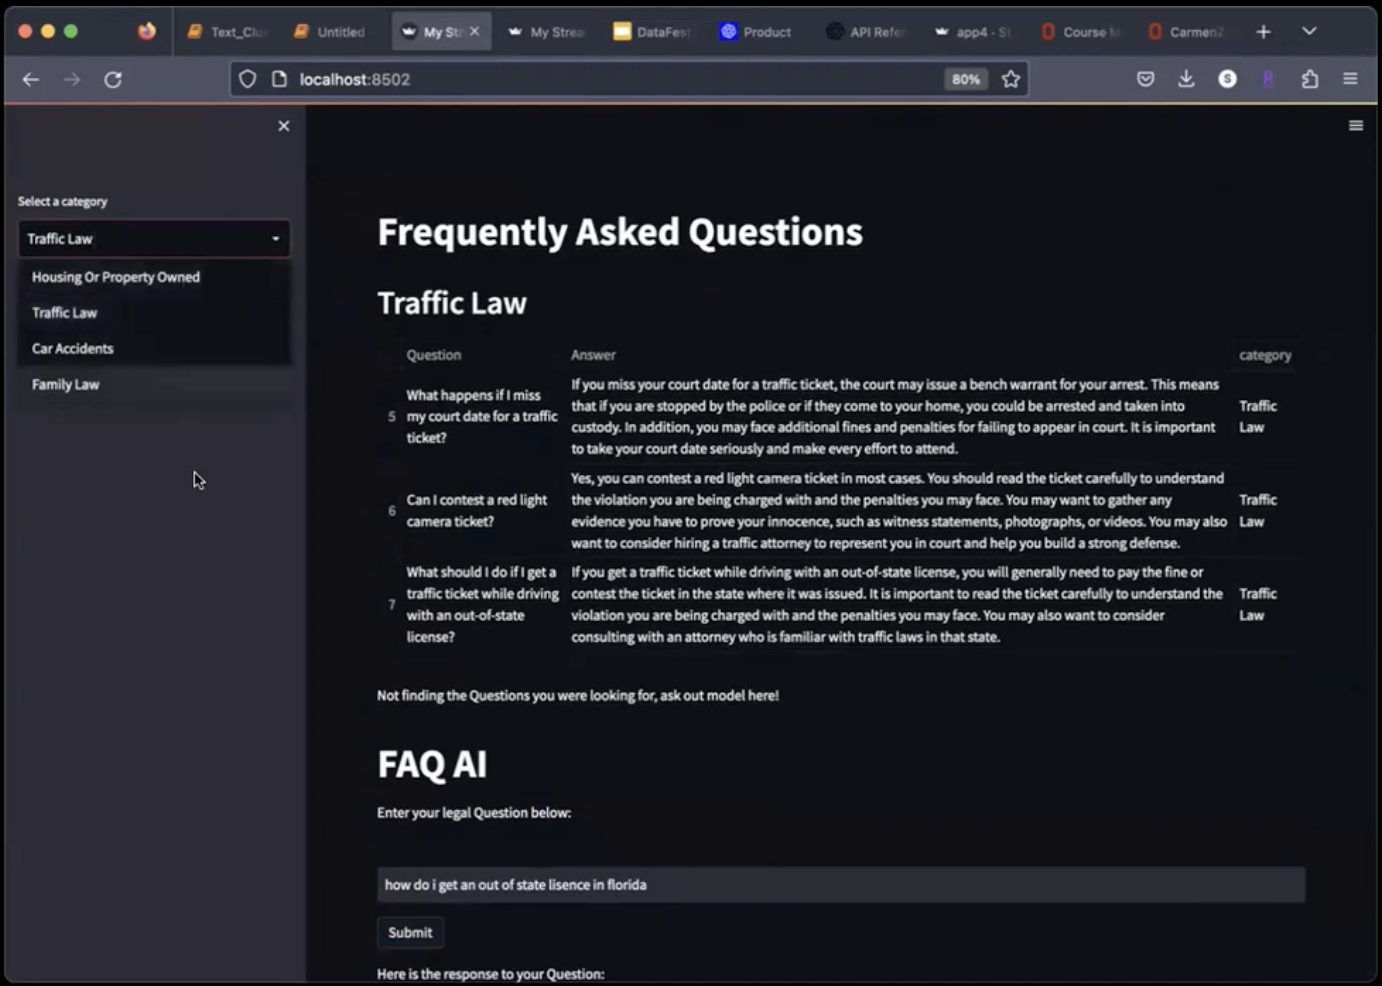 Text_Clu
Untitled
My Str
My Strea
DataFest
Product
API Refer
app4 - St
Course M
CarmenZ
localhost:8502
80%
S
R
Select a category
Traffic Law
Housing Or Property Owned
Traffic Law
Car Accidents
Family Law
Frequently Asked Questions
Traffic Law
Question Answer category
5
What happens if I miss
my court date for a traffic
ticket?
If you miss your court date for a traffic ticket, the court may issue a bench warrant for your arrest. This means
that if you are stopped by the police or if they come to your home, you could be arrested and taken into
custody. In addition, you may face additional fines and penalties for failing to appear in court. It is important
to take your court date seriously and make every effort to attend.
Traffic
Law
6
Can I contest a red light
camera ticket?
Yes, you can contest a red light camera ticket in most cases. You should read the ticket carefully to understand
the violation you are being charged with and the penalties you may face. You may want to gather any
evidence you have to prove your innocence, such as witness statements, photographs, or videos. You may also
want to consider hiring a traffic attorney to represent you in court and help you build a strong defense.
Traffic
Law
7
What should I do if I get a
traffic ticket while driving
with an out-of-state
license?
If you get a traffic ticket while driving with an out-of-state license, you will generally need to pay the fine or
contest the ticket in the state where it was issued. It is important to read the ticket carefully to understand the
violation you are being charged with and the penalties you may face. You may also want to consider
consulting with an attorney who is familiar with traffic laws in that state.
Traffic
Law
Not finding the Questions you were looking for, ask out model here!
FAQ AI
Enter your legal Question below:
how do i get an out of state lisence in florida
Submit
Here is the response to your Question: